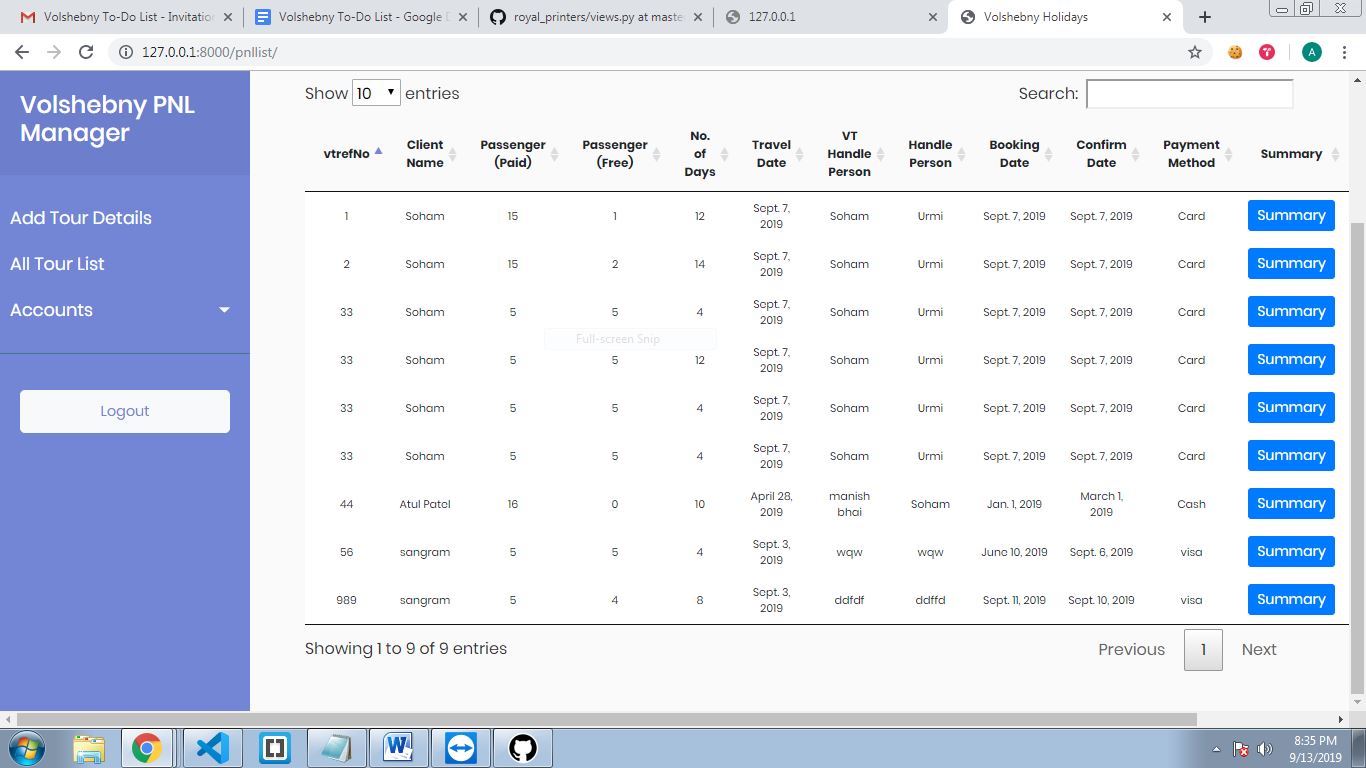 Volshebny To-Do List - Invitation
Volshebny To-Do List - Google D
royal_printers/views.py at maste
127.0.0.1
Volshebny Holidays
127.0.0.1:8000/pnllist/
A
Volshebny PNL
Manager
Add Tour Details
All Tour List
Accounts
Logout
Show 10 entries
Search:
vtrefNo Client Name Passenger (Paid) Passenger (Free) No. of Days Travel Date VT Handle Person Handle Person Booking Date Confirm Date Payment Method Summary
1 Soham 15 1 12 Sept. 7, 2019 Soham Urmi Sept. 7, 2019 Sept. 7, 2019 Card Summary
2 Soham 15 2 14 Sept. 7, 2019 Soham Urmi Sept. 7, 2019 Sept. 7, 2019 Card Summary
33 Soham 5 5 4 Sept. 7, 2019 Soham Urmi Sept. 7, 2019 Sept. 7, 2019 Card Summary
Full-screen Snip
33 Soham 5 5 12 Sept. 7, 2019 Soham Urmi Sept. 7, 2019 Sept. 7, 2019 Card Summary
33 Soham 5 5 4 Sept. 7, 2019 Soham Urmi Sept. 7, 2019 Sept. 7, 2019 Card Summary
33 Soham 5 5 4 Sept. 7, 2019 Soham Urmi Sept. 7, 2019 Sept. 7, 2019 Card Summary
44 Atul Patel 16 0 10 April 28, 2019 manish bhai Soham Jan. 1, 2019 March 1, 2019 Cash Summary
56 sangram 5 5 4 Sept. 3, 2019 wqw wqw June 10, 2019 Sept. 6, 2019 visa Summary
989 sangram 5 4 8 Sept. 3, 2019 ddfdf ddffd Sept. 11, 2019 Sept. 10, 2019 visa Summary
Showing 1 to 9 of 9 entries
Previous 1 Next
8:35 PM
9/13/2019